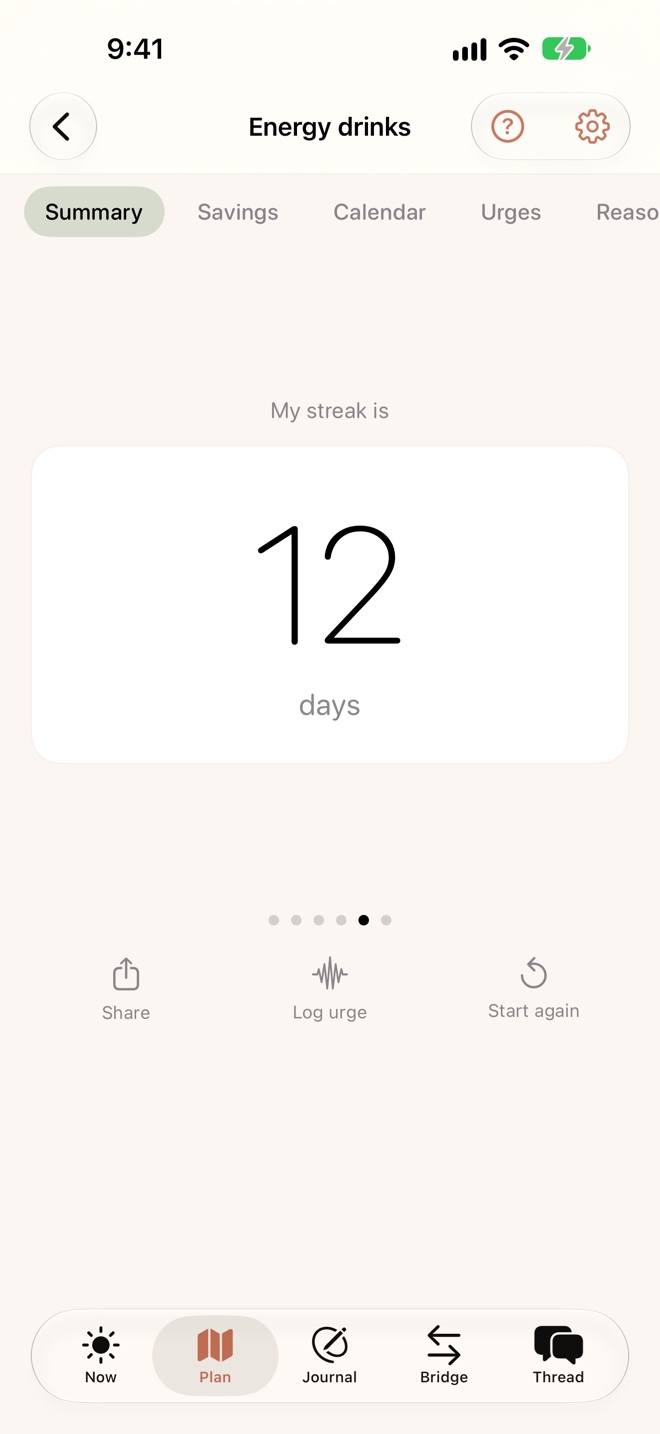 9:41
Energy drinks
?
Summary Savings Calendar Urges Reaso
My streak is
12
days
Share Log urge Start again
Now Plan Journal Bridge Thread